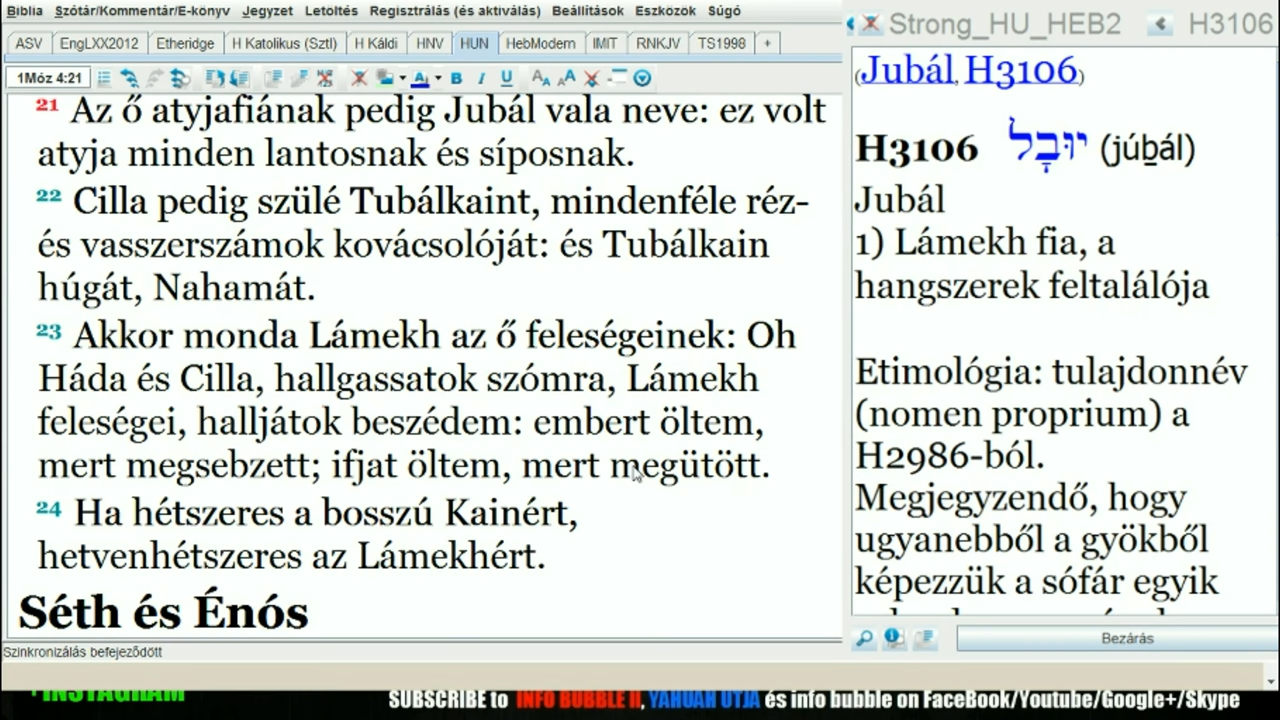 Biblia Szótár/Kommentár/E-könyv Jegyzet Letöltés Regisztrálás (és aktiválás) Beállítások Eszközök Súgó
ASV EngLXX2012 Etheridge H Katolikus (Sztl) H Káldi HNV HUN HebModern IMIT RNKJV TS1998 +
1Móz 4:21
21 Az ő atyjafiának pedig Jubál vala neve: ez volt
atyja minden lantosnak és síposnak.
22 Cilla pedig szülé Tubálkaint, mindenféle réz-
és vasszerszámok kovácsolóját: és Tubálkain
húgát, Nahamát.
23 Akkor monda Lámekh az ő feleségeinek: Oh
Háda és Cilla, hallgassatok szómra, Lámekh
feleségei, halljátok beszédem: embert öltem,
mert megsebzett; ifjat öltem, mert megütött.
24 Ha hétszeres a bosszú Kainért,
hetvenhétszeres az Lámekhért.
Séth és Énós
Szinkronizálás befejeződött
Strong_HU_HEB2 H3106
(Jubál, H3106)
H3106 יוּבָל (júḇál)
Jubál
1) Lámekh fia, a
hangszerek feltalálója
Etimológia: tulajdonnév
(nomen proprium) a
H2986-ból.
Megjegyzendő, hogy
ugyanebből a gyökből
képezzük a sófár egyik
Bezárás
INSTAGRAM
SUBSCRIBE to INFO BUBBLE II, YAHUAH UTJA és info bubble on FaceBook/Youtube/Google+/Skype